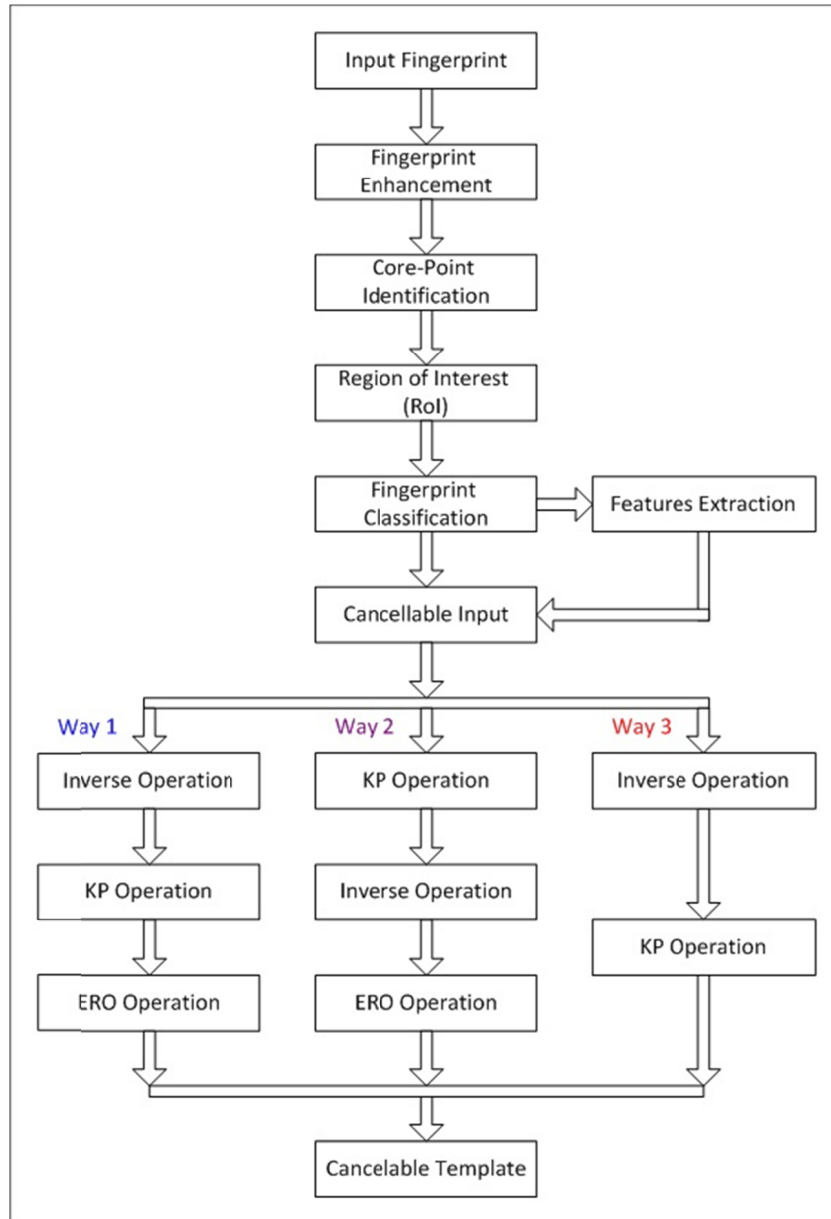 Input Fingerprint
Fingerprint
Enhancement
Core-Point
Identification
Region of Interest
(RoI)
Fingerprint
Classification
Features Extraction
Cancellable Input
Way 1
Way 2
Way 3
Inverse Operation
KP Operation
Inverse Operation
KP Operation
Inverse Operation
KP Operation
ERO Operation
ERO Operation
Cancelable Template